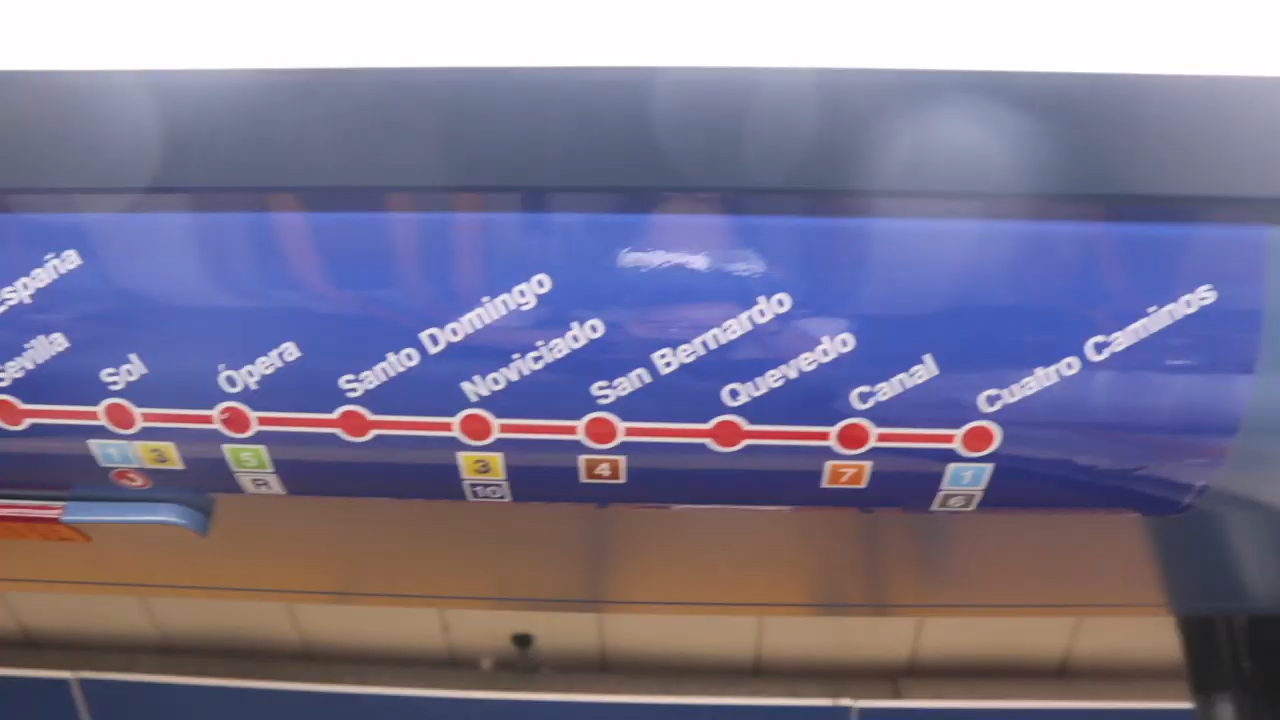 España
Sevilla
Sol
1 3
Ópera
5
R
Santo Domingo
Noviciado
3
10
San Bernardo
4
Quevedo
Canal
7
Cuatro Caminos
1
6